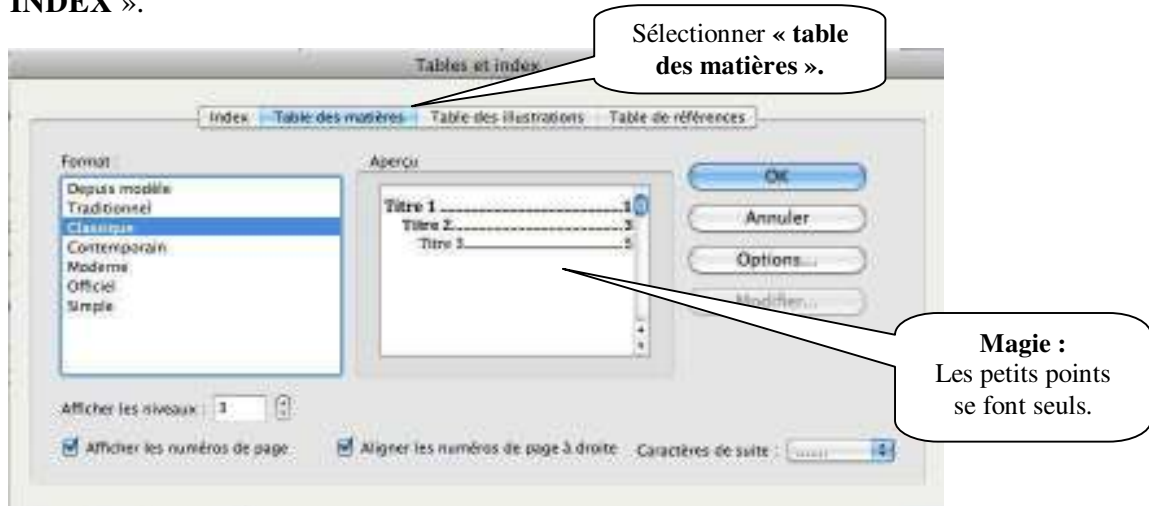 INDEX ».
Sélectionner « table
des matières ».
Tables et index
Index Table des matières Table des illustrations Table de références
Format :
Depuis modèle
Traditionnel
Classique
Contemporain
Moderne
Officiel
Simple
Aperçu
Titre 1 1
Titre 2 3
Titre 3 5
OK
Annuler
Options...
Modifier...
Magie :
Les petits points
se font seuls.
Afficher les niveaux : 3
Afficher les numéros de page Aligner les numéros de page à droite Caractères de suite : .......